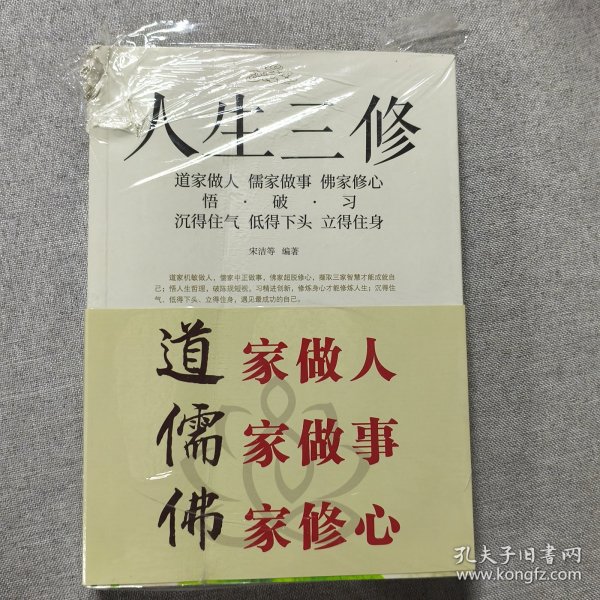 人生三修
道家做人 儒家做事 佛家修心
悟·破·习
沉得住气 低得下头 立得住身
宋洁等 编著
道家机敏做人，儒家中正做事，佛家超脱修心，撷取三家智慧才能成就自
己；悟人生哲理，破陈规短视，习精进创新，修炼身心才能修炼人生；沉得住
气、低得下头、立得住身，遇见最成功的自己。
道家做人
儒家做事
佛家修心
孔夫子旧书网
www.kongfz.com